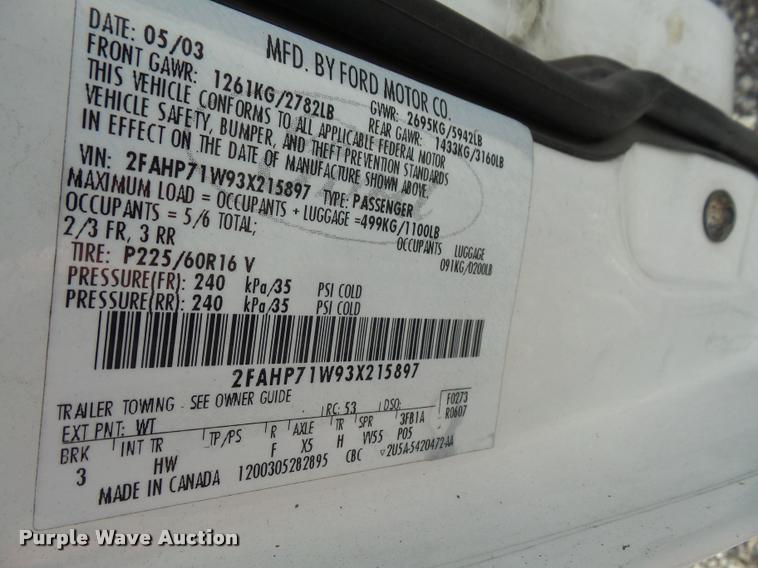 DATE: 05/03 MFD. BY FORD MOTOR CO.
FRONT GAWR: 1261KG/2782LB GVWR: 2695KG/5942LB
REAR GAWR: 1433KG/3160LB
THIS VEHICLE CONFORMS TO ALL APPLICABLE FEDERAL MOTOR
VEHICLE SAFETY, BUMPER, AND THEFT PREVENTION STANDARDS
IN EFFECT ON THE DATE OF MANUFACTURE SHOWN ABOVE.
VIN: 2FAHP71W93X215897 TYPE: PASSENGER
MAXIMUM LOAD = OCCUPANTS + LUGGAGE =499KG/1100LB
OCCUPANTS = 5/6 TOTAL; OCCUPANTS LUGGAGE
2/3 FR, 3 RR 091KG/0200LB
TIRE: P225/60R16 V
PRESSURE(FR): 240 kPa/35 PSI COLD
PRESSURE(RR): 240 kPa/35 PSI COLD
2FAHP71W93X215897
TRAILER TOWING - SEE OWNER GUIDE
F0273
R0607
EXT PNT: WT RC: 53 DSO:
BRK INT TR TP/PS R AXLE TR SPR 3FB1A
3 HW F X5 H VV55 P05
MADE IN CANADA 1200305282895 CBC 2U5A-5420472-AA
Purple Wave Auction